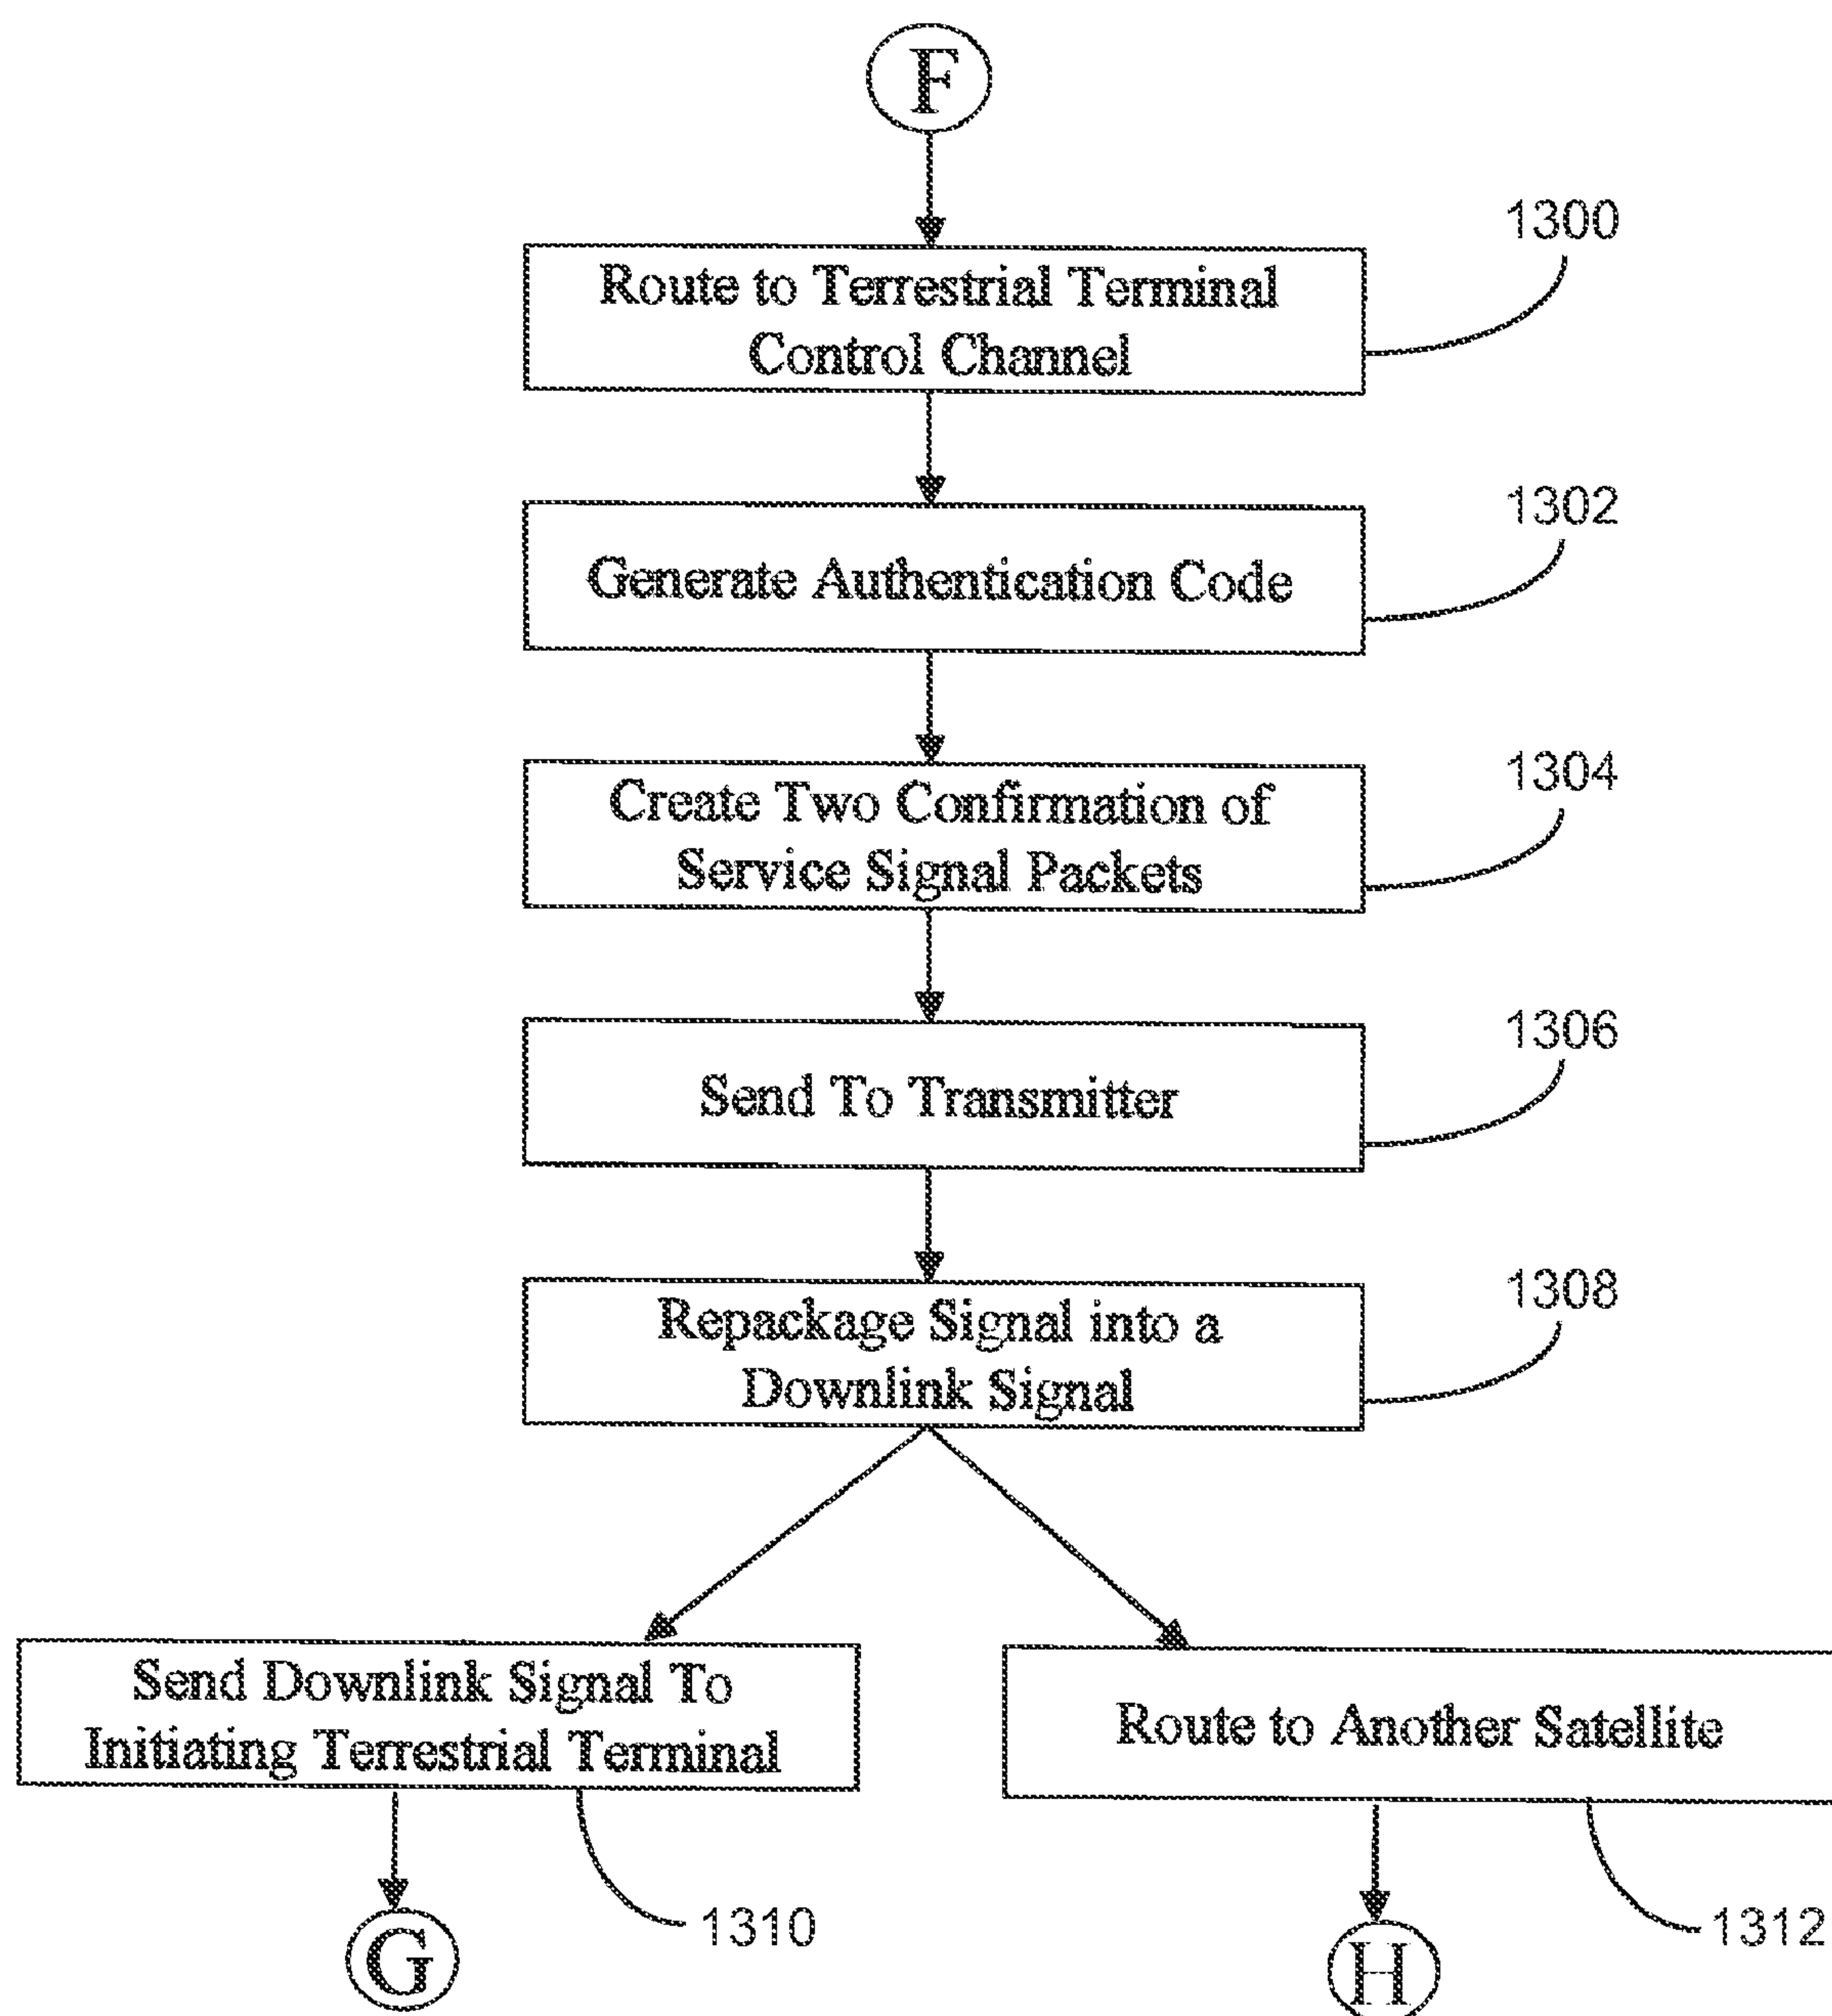 F
1300
Route to Terrestrial Terminal
Control Channel
1302
Generate Authentication Code
1304
Create Two Confirmation of
Service Signal Packets
1306
Send To Transmitter
1308
Repackage Signal into a
Downlink Signal
Send Downlink Signal To
Initiating Terrestrial Terminal
Route to Another Satellite
1310
1312
G
H